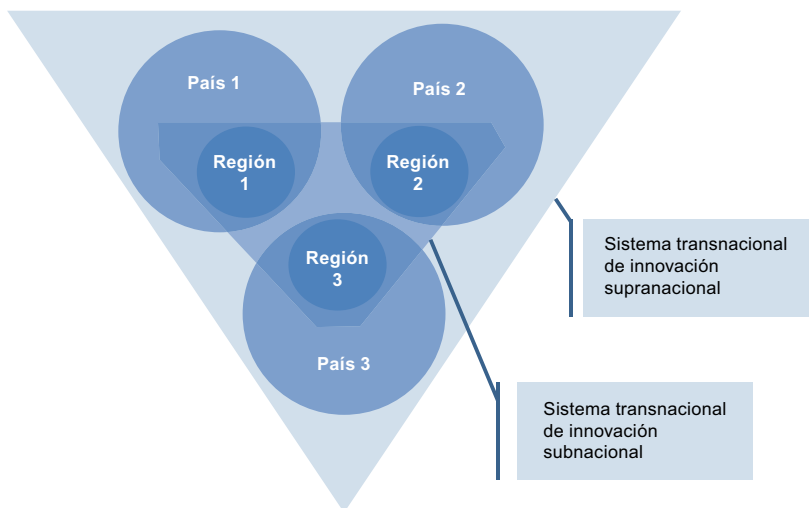 País 1
País 2
Región
1
Región
2
Región
3
País 3
Sistema transnacional
de innovación
supranacional
Sistema transnacional
de innovación
subnacional